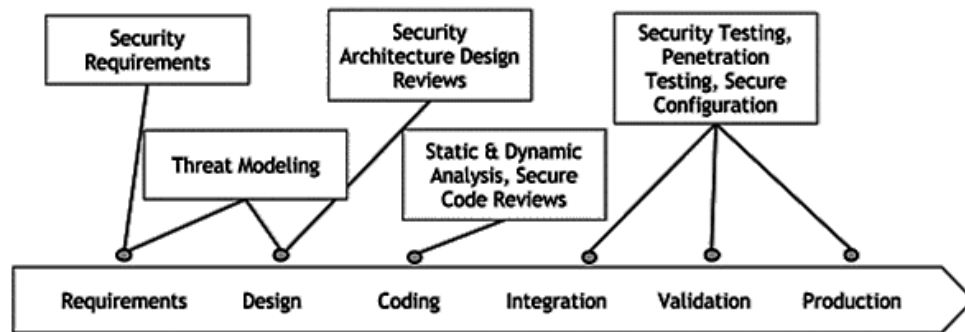 Security
Requirements
Security
Architecture Design
Reviews
Security Testing,
Penetration
Testing, Secure
Configuration
Threat Modeling
Static & Dynamic
Analysis, Secure
Code Reviews
Requirements Design Coding Integration Validation Production